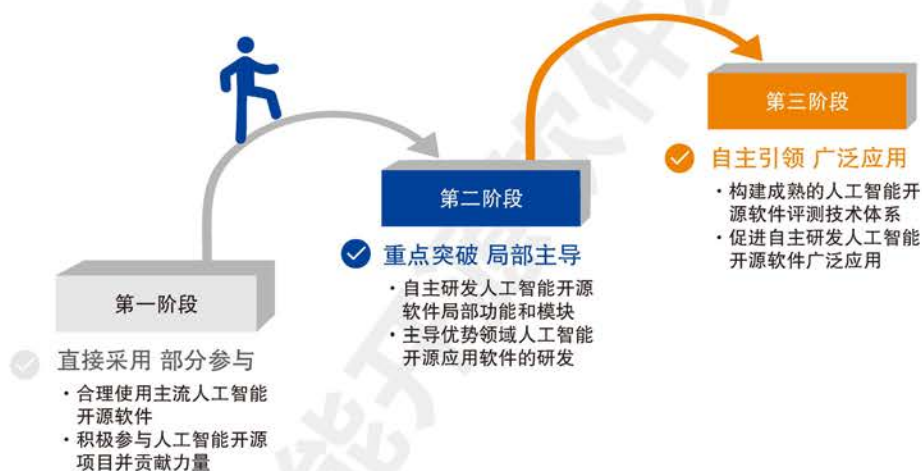 第一阶段
直接采用 部分参与
・合理使用主流人工智能
开源软件
・积极参与人工智能开源
项目并贡献力量
第二阶段
重点突破 局部主导
・自主研发人工智能开源
软件局部功能和模块
・主导优势领域人工智能
开源应用软件的研发
第三阶段
自主引领 广泛应用
・构建成熟的人工智能开
源软件评测技术体系
・促进自主研发人工智能
开源软件广泛应用
能开源软件